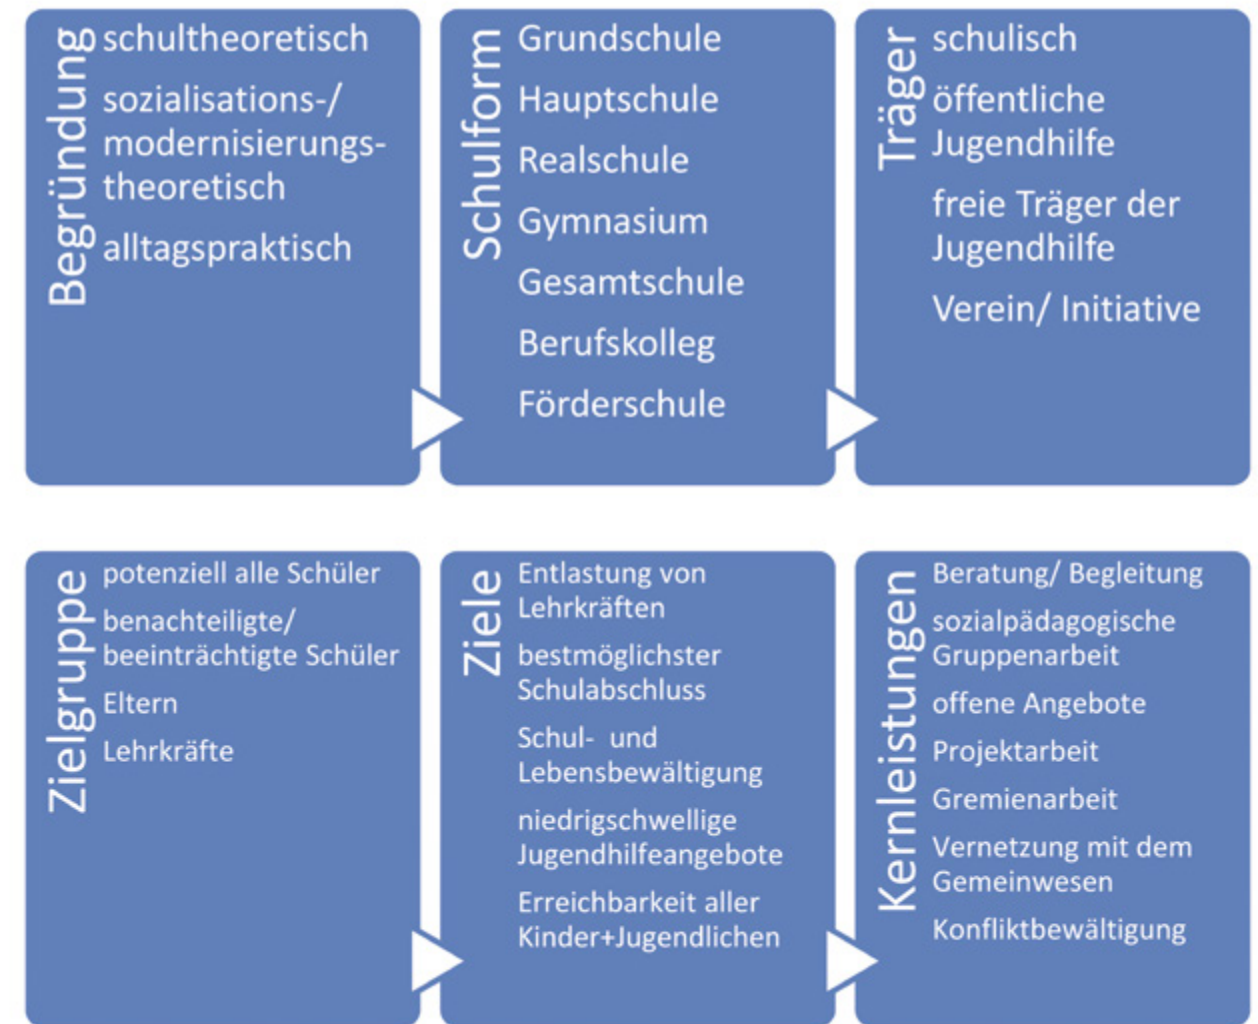 Begründung
schultheoretisch
sozialisations-/
modernisierungs-
theoretisch
alltagspraktisch
Schulform
Grundschule
Hauptschule
Realschule
Gymnasium
Gesamtschule
Berufskolleg
Förderschule
Träger
schulisch
öffentliche
Jugendhilfe
freie Träger der
Jugendhilfe
Verein/ Initiative
Zielgruppe
potenziell alle Schüler
benachteiligte/
beeinträchtigte Schüler
Eltern
Lehrkräfte
Ziele
Entlastung von
Lehrkräften
bestmöglichster
Schulabschluss
Schul- und
Lebensbewältigung
niedrigschwellige
Jugendhilfeangebote
Erreichbarkeit aller
Kinder+Jugendlichen
Kernleistungen
Beratung/ Begleitung
sozialpädagogische
Gruppenarbeit
offene Angebote
Projektarbeit
Gremienarbeit
Vernetzung mit dem
Gemeinwesen
Konfliktbewältigung